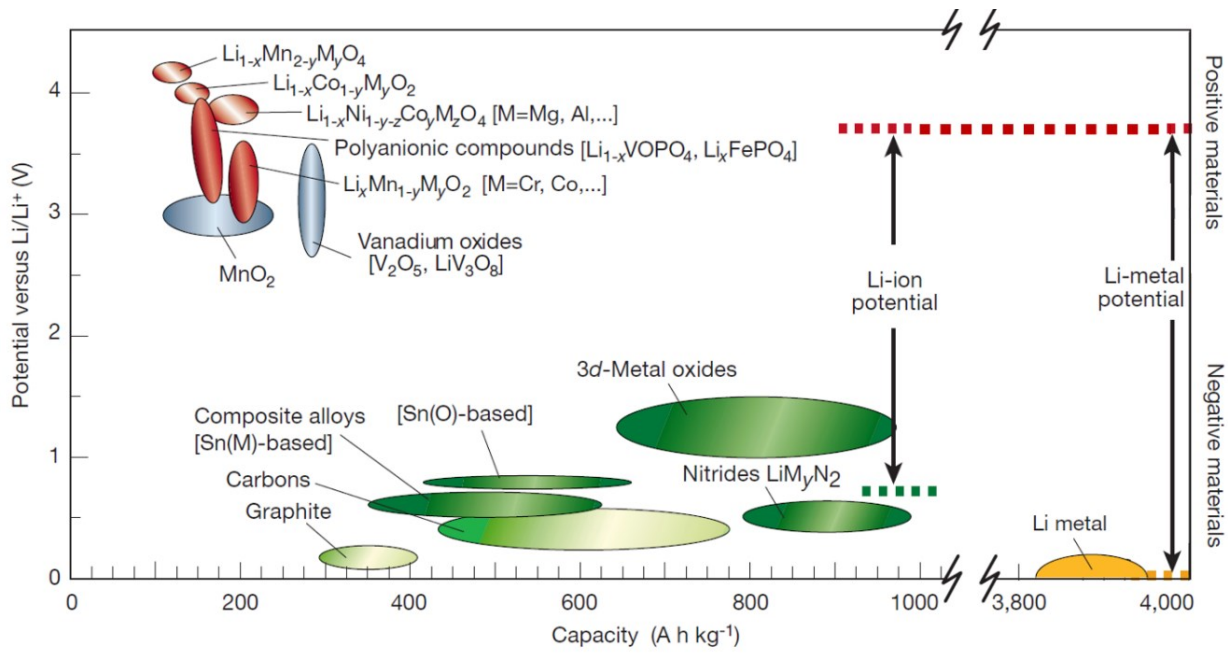 Potential versus Li/Li⁺ (V)
4
3
2
1
0
Li₁₋ₓMn₂₋yMyO₄
Li₁₋ₓCo₁₋yMyO₂
Li₁₋ₓNi₁₋y₋zCoyMzO₄ [M=Mg, Al,...]
Polyanionic compounds [Li₁₋ₓVOPO₄, LiₓFePO₄]
LiₓMn₁₋yMyO₂ [M=Cr, Co,...]
Vanadium oxides
[V₂O₅, LiV₃O₈]
MnO₂
Li-ion
potential
Li-metal
potential
Positive materials
Negative materials
3d-Metal oxides
[Sn(O)-based]
Composite alloys
[Sn(M)-based]
Carbons
Graphite
Nitrides LiMyN₂
Li metal
0 200 400 600 800 1000 3,800 4,000
Capacity (A h kg⁻¹)